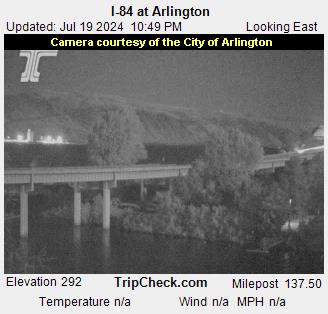 I-84 at Arlington
Updated: Jul 19 2024 10:49 PM Looking East
Camera courtesy of the City of Arlington
Elevation 292 TripCheck.com Milepost 137.50
Temperature n/a Wind n/a MPH n/a